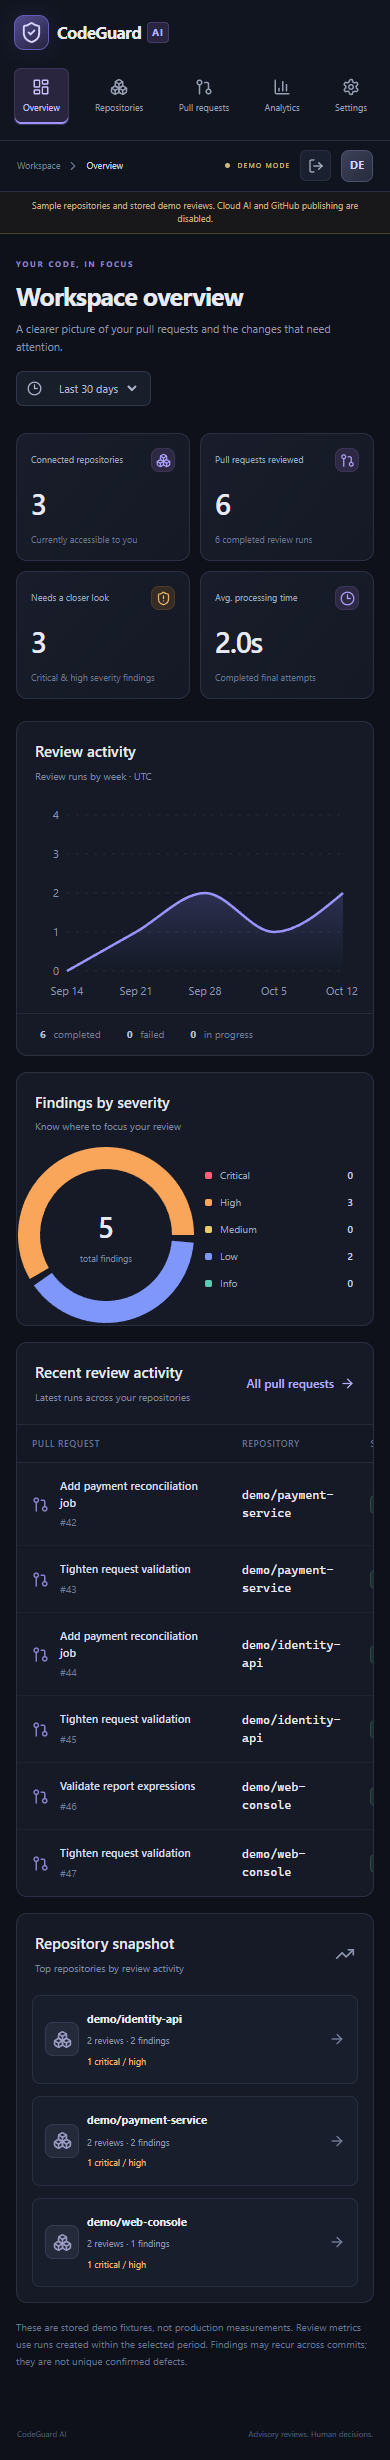 CodeGuard AI
Overview Repositories Pull requests Analytics Settings
Workspace Overview DEMO MODE DE
Sample repositories and stored demo reviews. Cloud AI and GitHub publishing are
disabled.
YOUR CODE, IN FOCUS
Workspace overview
A clearer picture of your pull requests and the changes that need
attention.
Last 30 days
Connected repositories
3
Currently accessible to you
Pull requests reviewed
6
6 completed review runs
Needs a closer look
3
Critical & high severity findings
Avg. processing time
2.0s
Completed final attempts
Review activity
Review runs by week · UTC
4
3
2
1
0
Sep 14 Sep 21 Sep 28 Oct 5 Oct 12
6 completed 0 failed 0 in progress
Findings by severity
Know where to focus your review
5
total findings
Critical 0
High 3
Medium 0
Low 2
Info 0
Recent review activity
Latest runs across your repositories
All pull requests
PULL REQUEST REPOSITORY
Add payment reconciliation
job
#42
demo/payment-
service
Tighten request validation
#43
demo/payment-
service
Add payment reconciliation
job
#44
demo/identity-
api
Tighten request validation
#45
demo/identity-
api
Validate report expressions
#46
demo/web-
console
Tighten request validation
#47
demo/web-
console
Repository snapshot
Top repositories by review activity
demo/identity-api
2 reviews · 2 findings
1 critical / high
demo/payment-service
2 reviews · 2 findings
1 critical / high
demo/web-console
2 reviews · 1 findings
1 critical / high
These are stored demo fixtures, not production measurements. Review metrics
use runs created within the selected period. Findings may recur across commits;
they are not unique confirmed defects.
CodeGuard AI Advisory reviews. Human decisions.